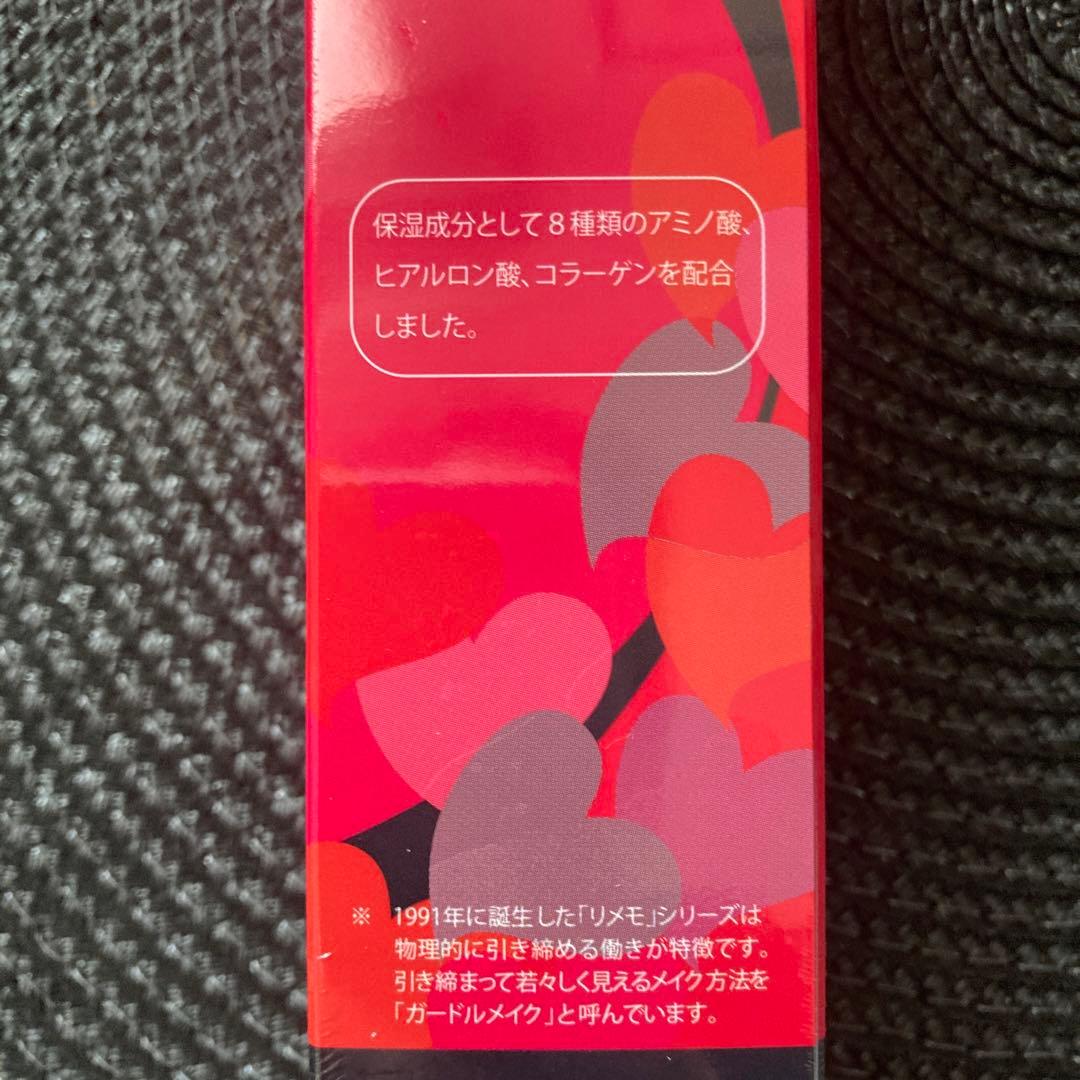 保湿成分として８種類のアミノ酸、
ヒアルロン酸、コラーゲンを配合
しました。
※ 1991年に誕生した「リメモ」シリーズは
物理的に引き締める働きが特徴です。
引き締まって若々しく見えるメイク方法を
「ガードルメイク」と呼んでいます。